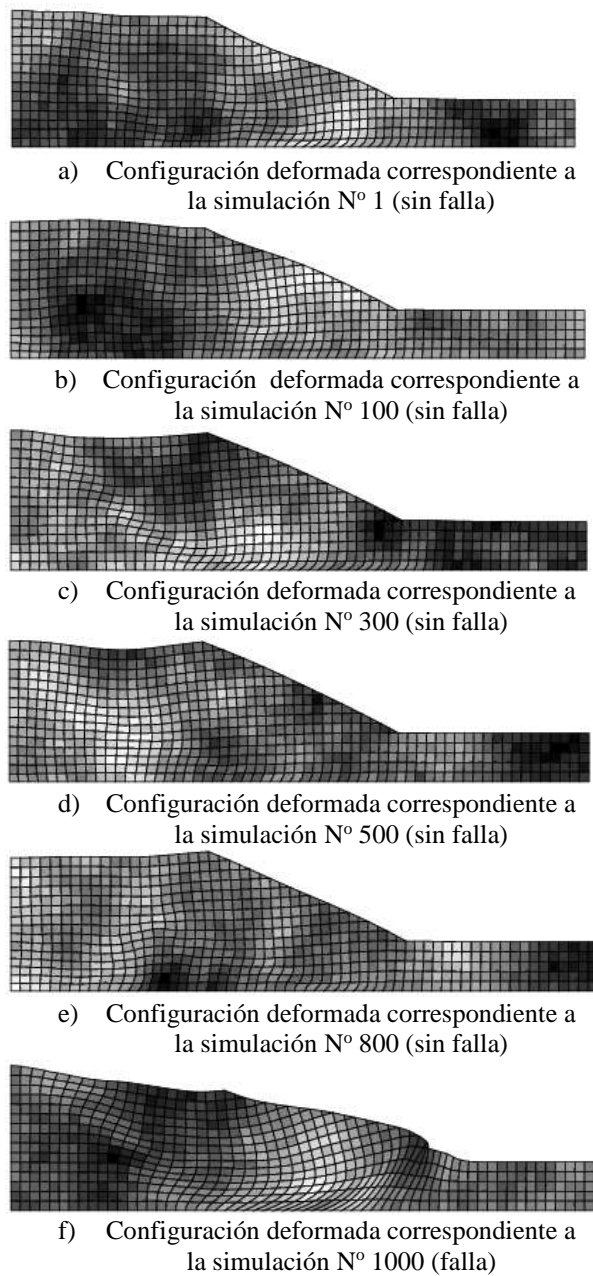 a) Configuración deformada correspondiente a
la simulación Nº 1 (sin falla)
b) Configuración deformada correspondiente a
la simulación Nº 100 (sin falla)
c) Configuración deformada correspondiente a
la simulación Nº 300 (sin falla)
d) Configuración deformada correspondiente a
la simulación Nº 500 (sin falla)
e) Configuración deformada correspondiente a
la simulación Nº 800 (sin falla)
f) Configuración deformada correspondiente a
la simulación Nº 1000 (falla)